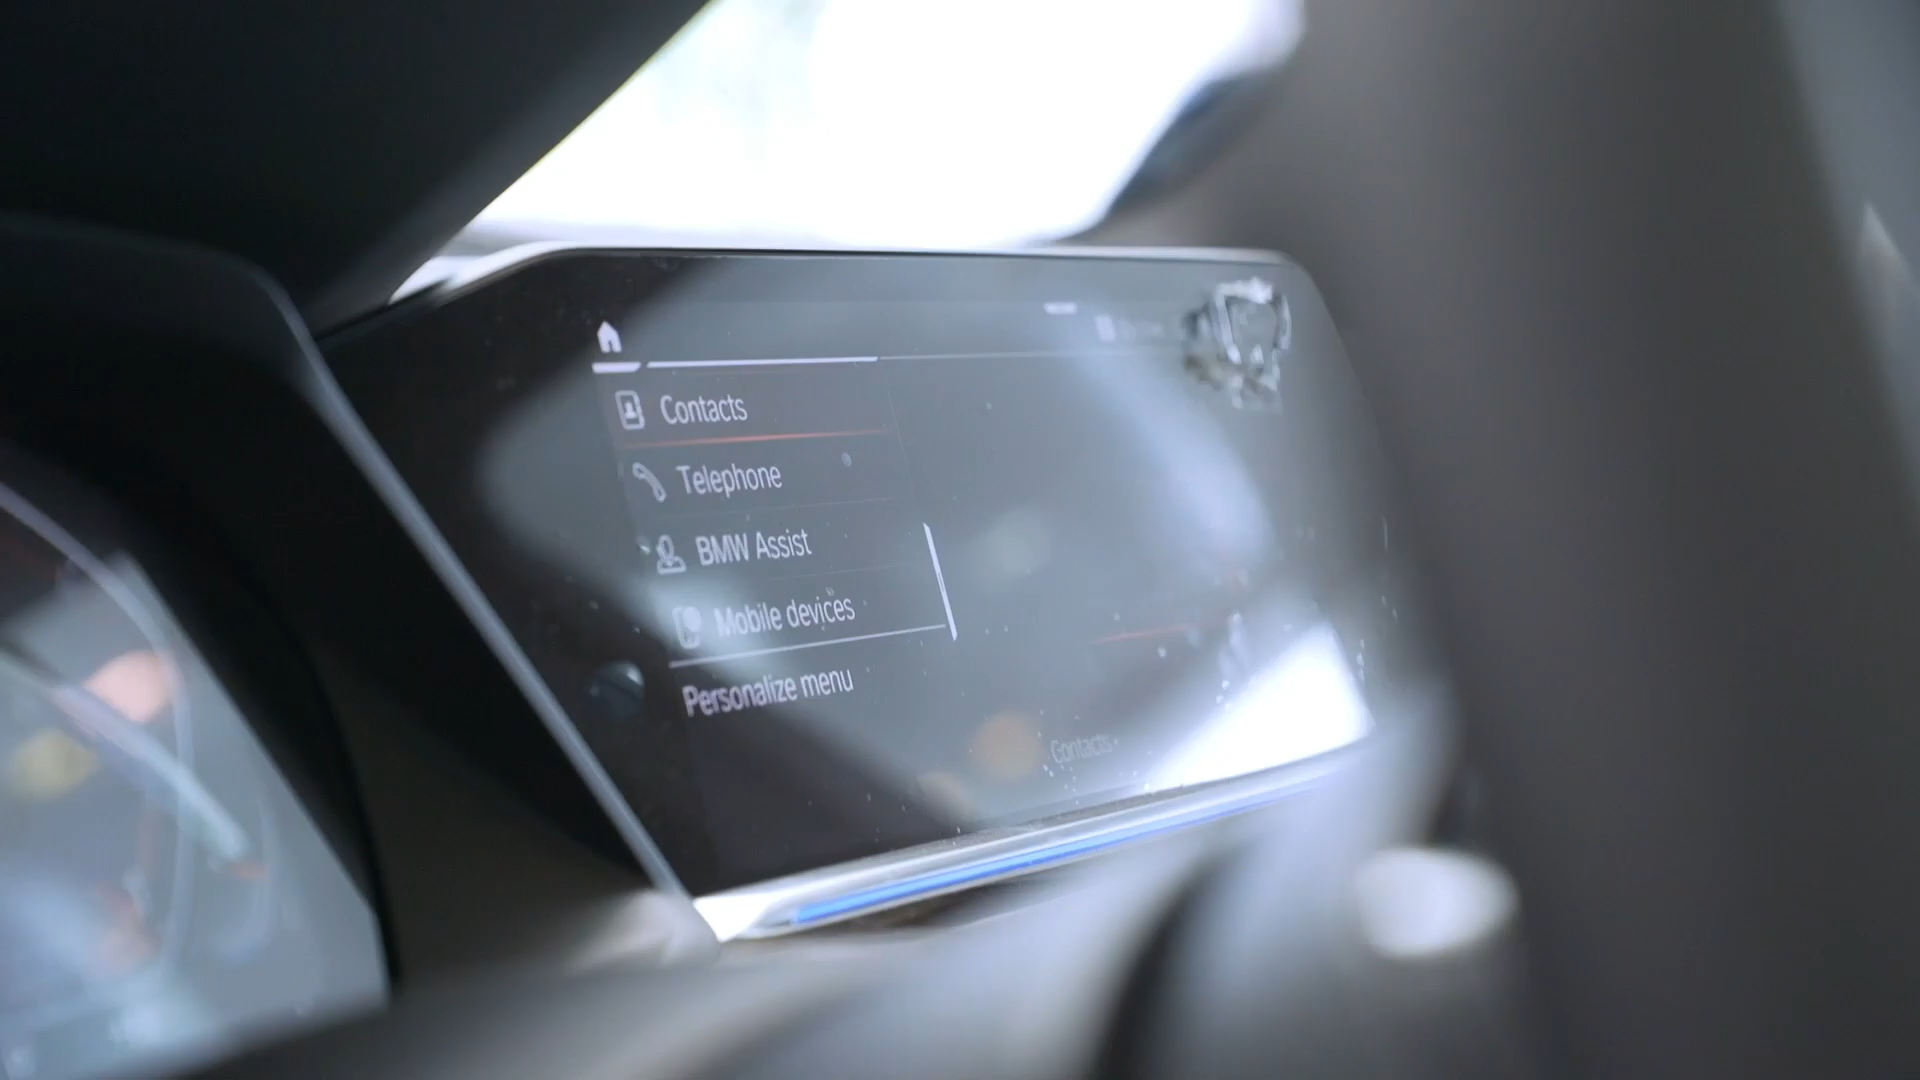 Contacts
Telephone
BMW Assist
Mobile devices
Personalize menu
Contacts